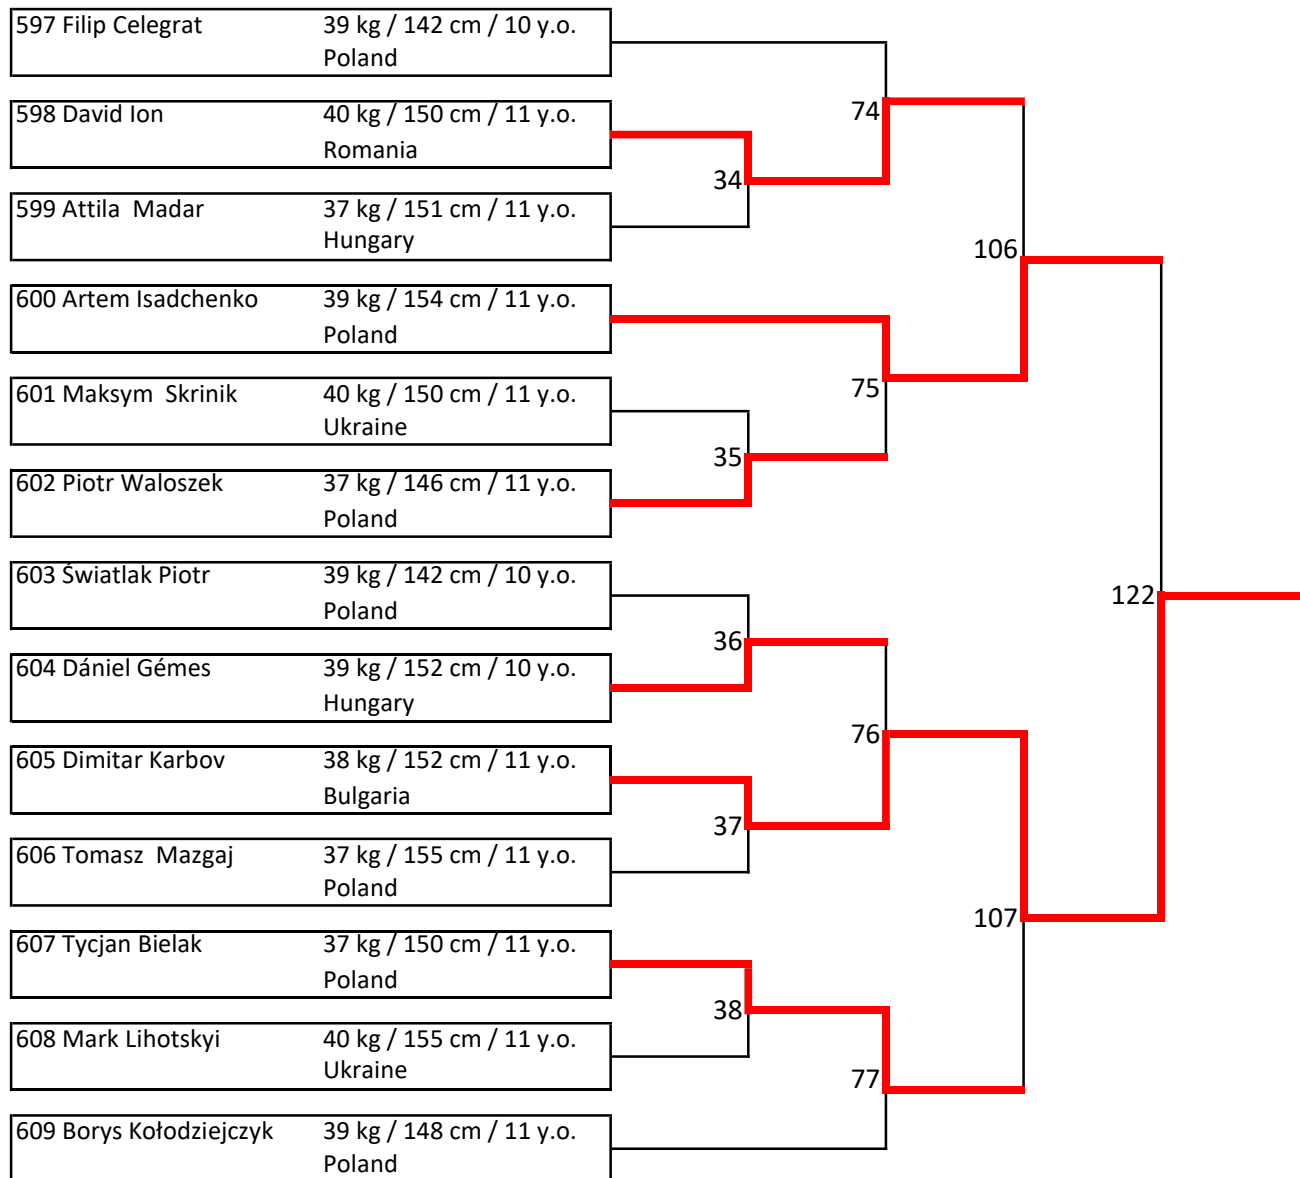 597 Filip Celegrat 39 kg / 142 cm / 10 y.o.
Poland
598 David Ion 40 kg / 150 cm / 11 y.o.
Romania
74
34
599 Attila  Madar 37 kg / 151 cm / 11 y.o.
Hungary
106
600 Artem Isadchenko 39 kg / 154 cm / 11 y.o.
Poland
601 Maksym  Skrinik 40 kg / 150 cm / 11 y.o.
Ukraine
75
35
602 Piotr Waloszek 37 kg / 146 cm / 11 y.o.
Poland
603 Światlak Piotr 39 kg / 142 cm / 10 y.o.
Poland
122
36
604 Dániel Gémes 39 kg / 152 cm / 10 y.o.
Hungary
76
605 Dimitar Karbov 38 kg / 152 cm / 11 y.o.
Bulgaria
37
606 Tomasz  Mazgaj 37 kg / 155 cm / 11 y.o.
Poland
107
607 Tycjan Bielak 37 kg / 150 cm / 11 y.o.
Poland
38
608 Mark Lihotskyi 40 kg / 155 cm / 11 y.o.
Ukraine
77
609 Borys Kołodziejczyk 39 kg / 148 cm / 11 y.o.
Poland